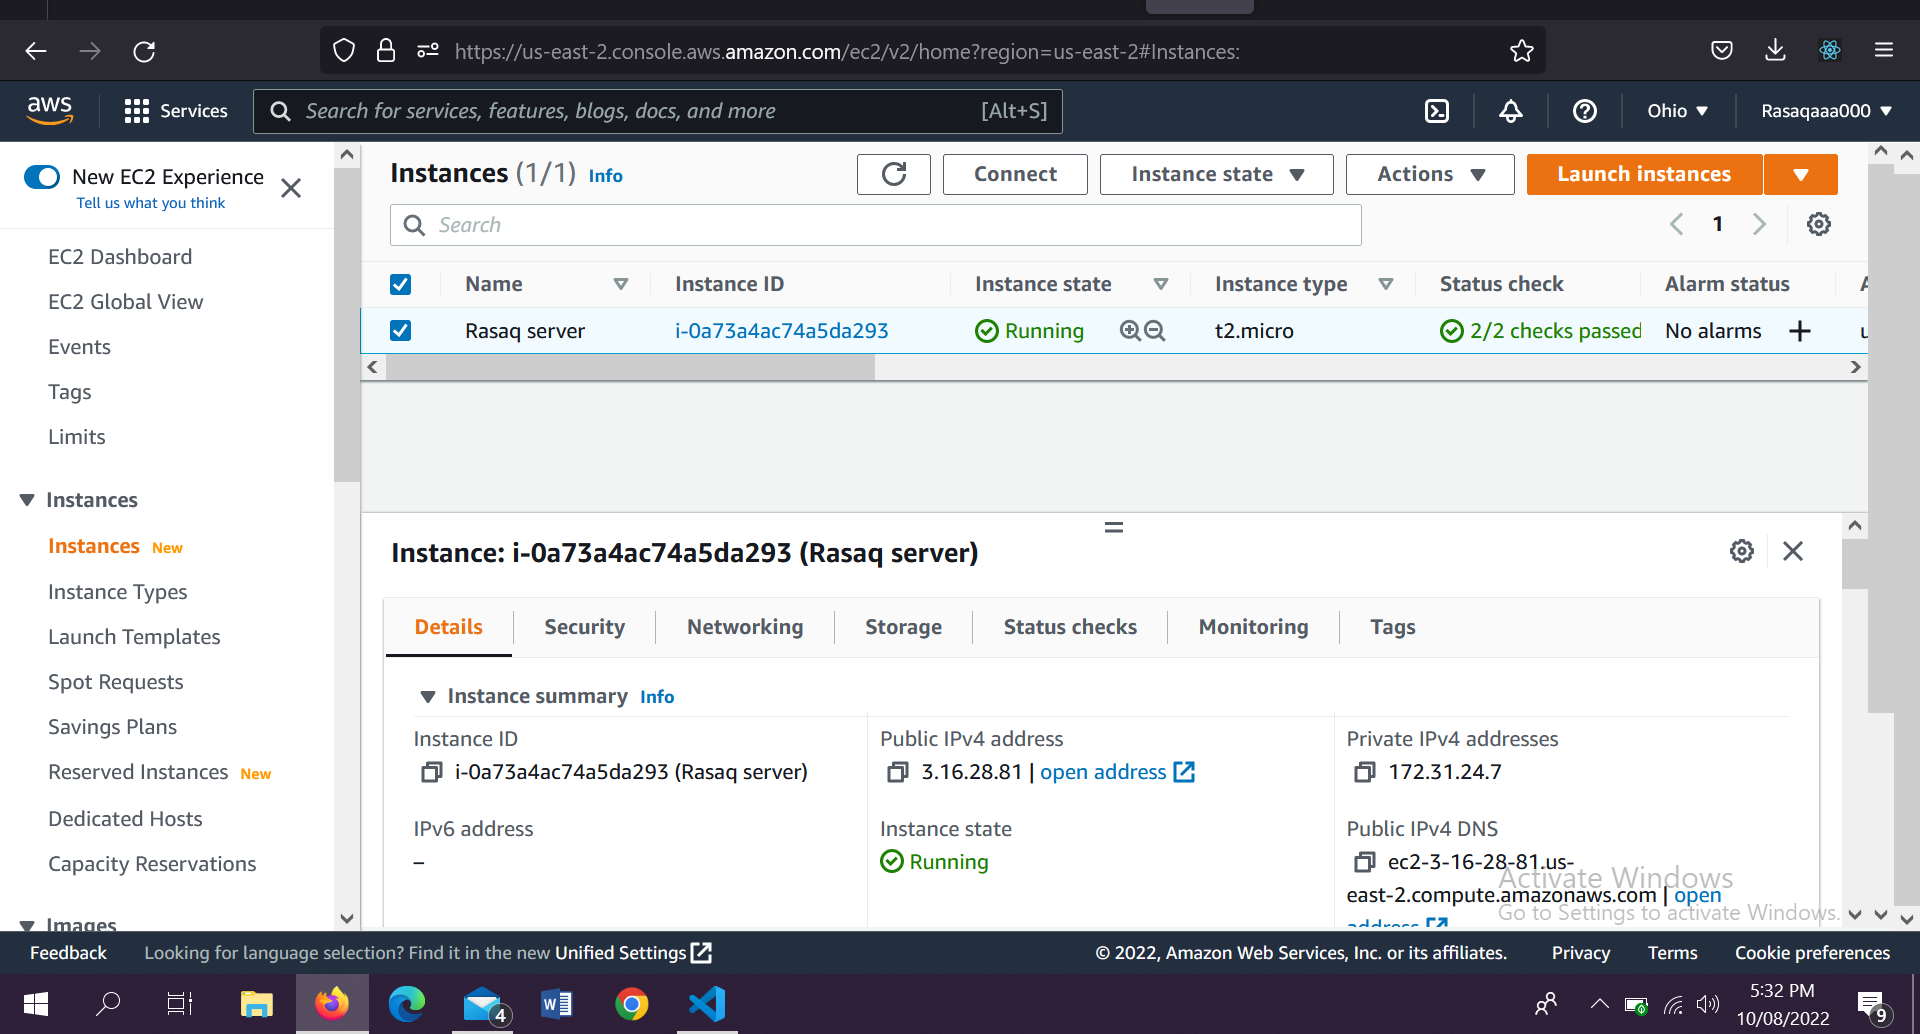 https://us-east-2.console.aws.amazon.com/ec2/v2/home?region=us-east-2#Instances:
aws
Services
Search for services, features, blogs, docs, and more
[Alt+S]
Ohio
Rasaqaaa000
New EC2 Experience
Tell us what you think
EC2 Dashboard
EC2 Global View
Events
Tags
Limits
Instances
Instances New
Instance Types
Launch Templates
Spot Requests
Savings Plans
Reserved Instances New
Dedicated Hosts
Capacity Reservations
Images
Instances (1/1) Info
Connect
Instance state
Actions
Launch instances
Search
1
Name
Instance ID
Instance state
Instance type
Status check
Alarm status
Rasaq server
i-0a73a4ac74a5da293
Running
t2.micro
2/2 checks passed
No alarms
Instance: i-0a73a4ac74a5da293 (Rasaq server)
Details
Security
Networking
Storage
Status checks
Monitoring
Tags
Instance summary Info
Instance ID
i-0a73a4ac74a5da293 (Rasaq server)
Public IPv4 address
3.16.28.81 | open address
Private IPv4 addresses
172.31.24.7
IPv6 address
–
Instance state
Running
Public IPv4 DNS
ec2-3-16-28-81.us-
east-2.compute.amazonaws.com | open
address
Activate Windows
Go to Settings to activate Windows.
Feedback
Looking for language selection? Find it in the new Unified Settings
© 2022, Amazon Web Services, Inc. or its affiliates.
Privacy
Terms
Cookie preferences
4
5:32 PM
10/08/2022
9